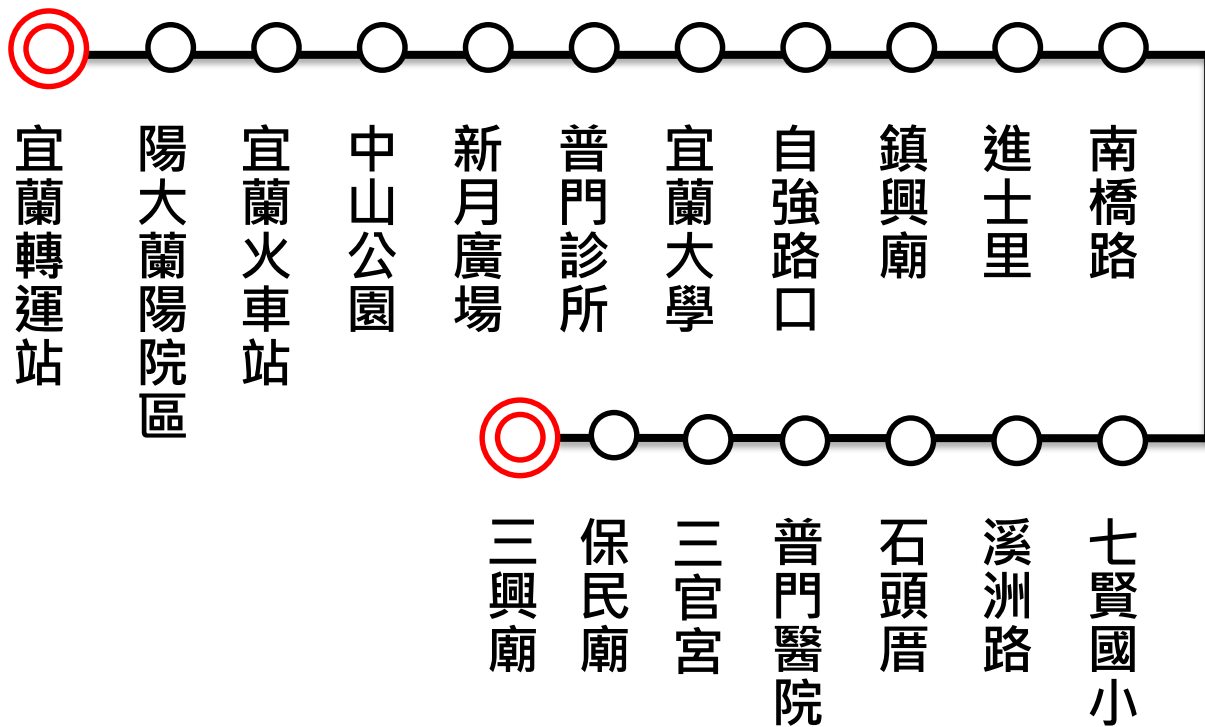 宜蘭轉運站
陽大蘭陽院區
宜蘭火車站
中山公園
新月廣場
普門診所
宜蘭大學
自強路口
鎮興廟
進士里
南橋路
三興廟
保民廟
三官宮
普門醫院
石頭厝
溪洲路
七賢國小